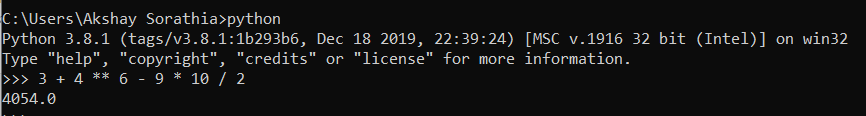 C:\Users\Akshay Sorathia>python
Python 3.8.1 (tags/v3.8.1:1b293b6, Dec 18 2019, 22:39:24) [MSC v.1916 32 bit (Intel)] on win32
Type "help", "copyright", "credits" or "license" for more information.
>>> 3 + 4 ** 6 - 9 * 10 / 2
4054.0
>>>